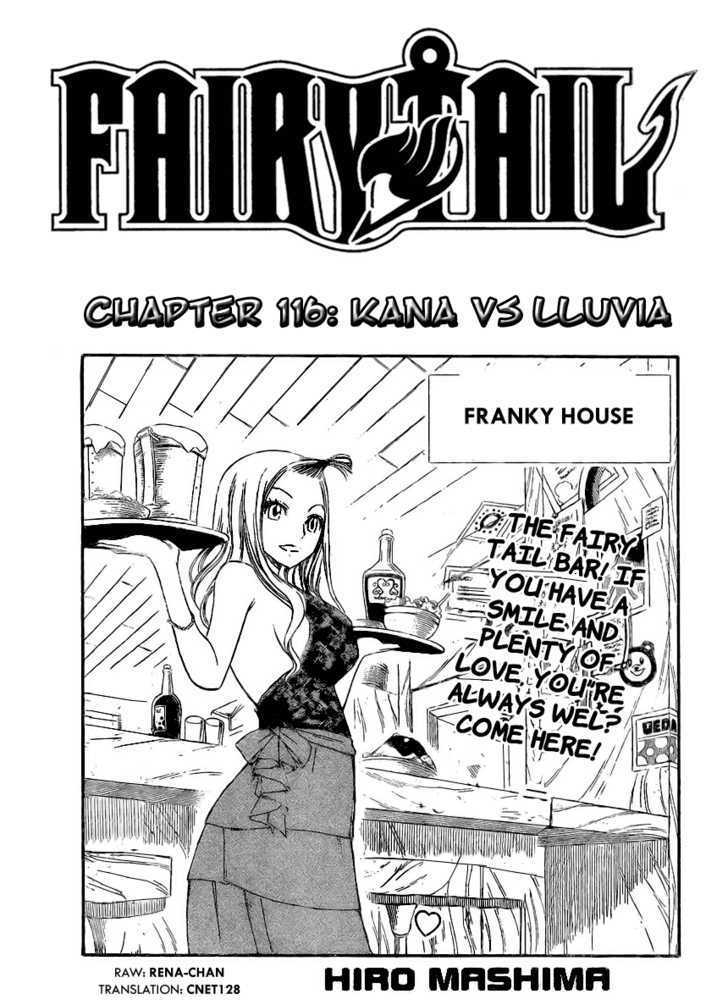 FAIRY TAIL
CHAPTER 116: KANA VS LLUVIA
FRANKY HOUSE
THE FAIRY
TAIL BAR! IF
YOU HAVE A
SMILE AND
PLENTY OF
LOVE, YOU'RE
ALWAYS WEL?
COME HERE!
UEDA
RAW: RENA-CHAN
TRANSLATION: CNET128
HIRO MASHIMA